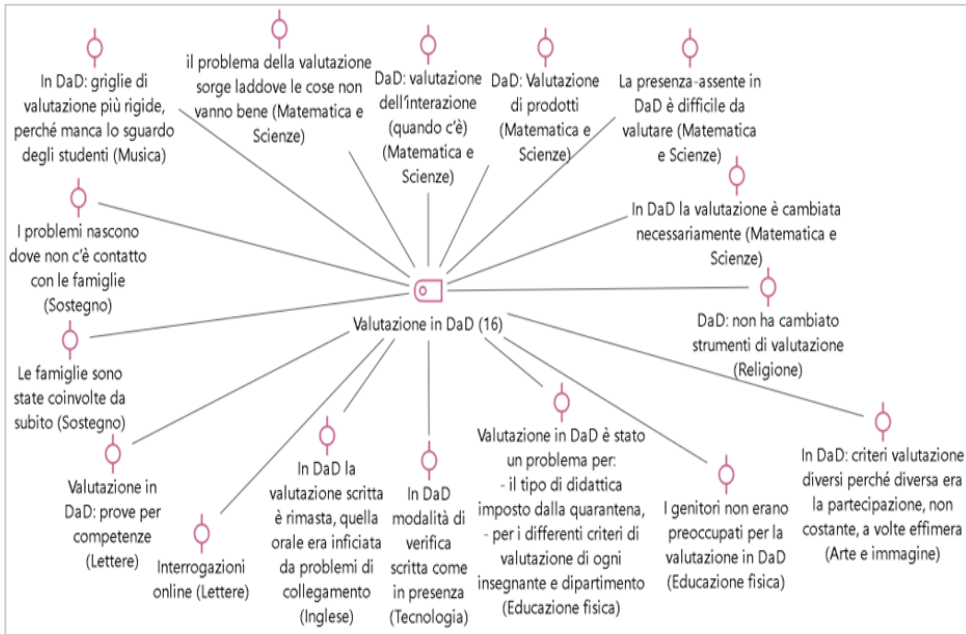 In DaD: griglie di
valutazione più rigide,
perché manca lo sguardo
degli studenti (Musica)
il problema della valutazione
sorge laddove le cose non
vanno bene (Matematica e
Scienze)
DaD: valutazione
dell'interazione
(quando c'è)
(Matematica e
Scienze)
DaD: Valutazione
di prodotti
(Matematica e
Scienze)
La presenza-assente in
DaD è difficile da
valutare (Matematica
e Scienze)
I problemi nascono
dove non c'è contatto
con le famiglie
(Sostegno)
In DaD la valutazione è cambiata
necessariamente (Matematica e
Scienze)
Valutazione in DaD (16)
DaD: non ha cambiato
strumenti di valutazione
(Religione)
Le famiglie sono
state coinvolte da
subito (Sostegno)
Valutazione in
DaD: prove per
competenze
(Lettere)
Interrogazioni
online (Lettere)
In DaD la
valutazione scritta
è rimasta, quella
orale era inficiata
da problemi di
collegamento
(Inglese)
In DaD
modalità di
verifica
scritta come
in presenza
(Tecnologia)
Valutazione in DaD è stato
un problema per:
- il tipo di didattica
imposto dalla quarantena,
- per i differenti criteri di
valutazione di ogni
insegnante e dipartimento
(Educazione fisica)
I genitori non erano
preoccupati per la
valutazione in DaD
(Educazione fisica)
In DaD: criteri valutazione
diversi perché diversa era
la partecipazione, non
costante, a volte effimera
(Arte e immagine)